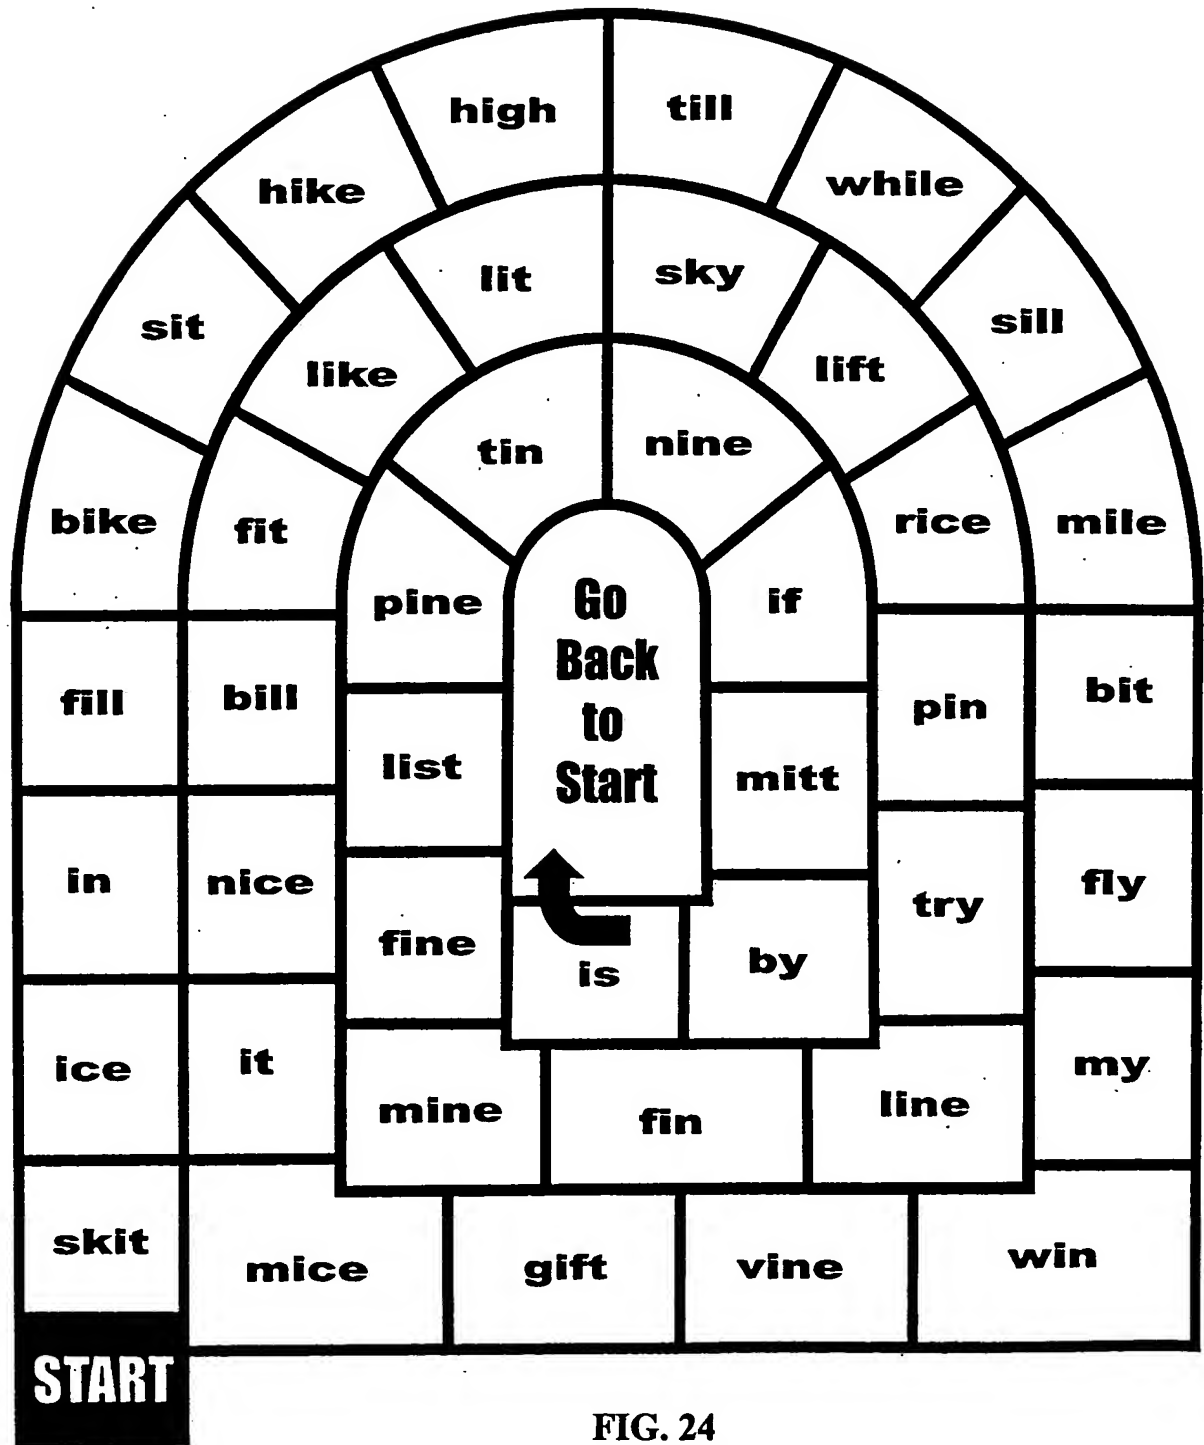 START
skit
ice
in
fill
bike
sit
hike
high
till
while
sill
mile
bit
fly
my
win
vine
gift
mice
it
nice
bill
fit
like
lit
sky
lift
rice
pin
try
line
fin
mine
fine
list
pine
tin
nine
if
mitt
by
is
Go
Back
to
Start
FIG. 24